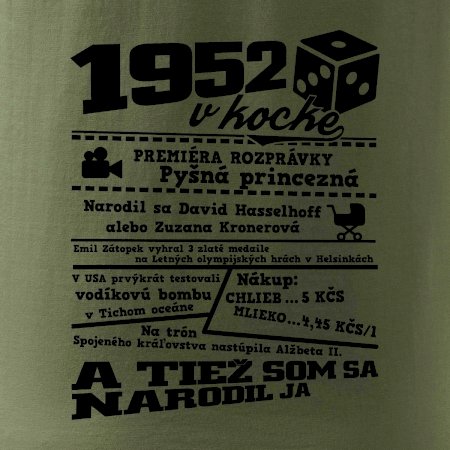 1952
v kocke
PREMIÉRA ROZPRÁVKY
Pyšná princezná
Narodil sa David Hasselhoff
alebo Zuzana Kronerová
Emil Zátopek vyhral 3 zlaté medaile
na Letných olympijských hrách v Helsinkách
V USA prvýkrát testovali
vodíkovú bombu
v Tichom oceáne
Nákup:
CHLIEB ... 5 KČS
MLIEKO...4,45 KČS/l
Na trón
Spojeného kráľovstva nastúpila Alžbeta II.
A TIEŽ SOM SA
NARODIL JA